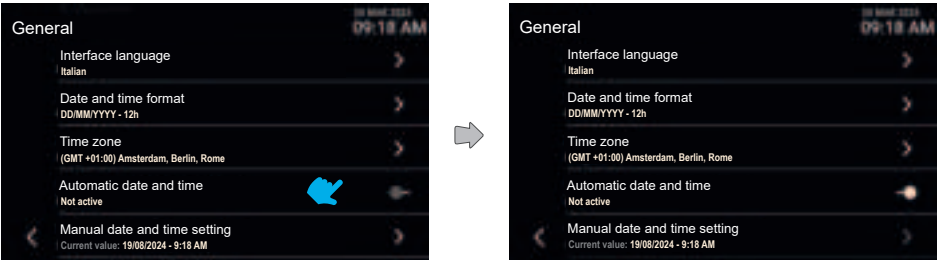 General
09:18 AM
Interface language
Italian
Date and time format
DD/MM/YYYY - 12h
Time zone
(GMT +01:00) Amsterdam, Berlin, Rome
Automatic date and time
Not active
Manual date and time setting
Current value: 19/08/2024 - 9:18 AM
General
09:18 AM
Interface language
Italian
Date and time format
DD/MM/YYYY - 12h
Time zone
(GMT +01:00) Amsterdam, Berlin, Rome
Automatic date and time
Not active
Manual date and time setting
Current value: 19/08/2024 - 9:18 AM